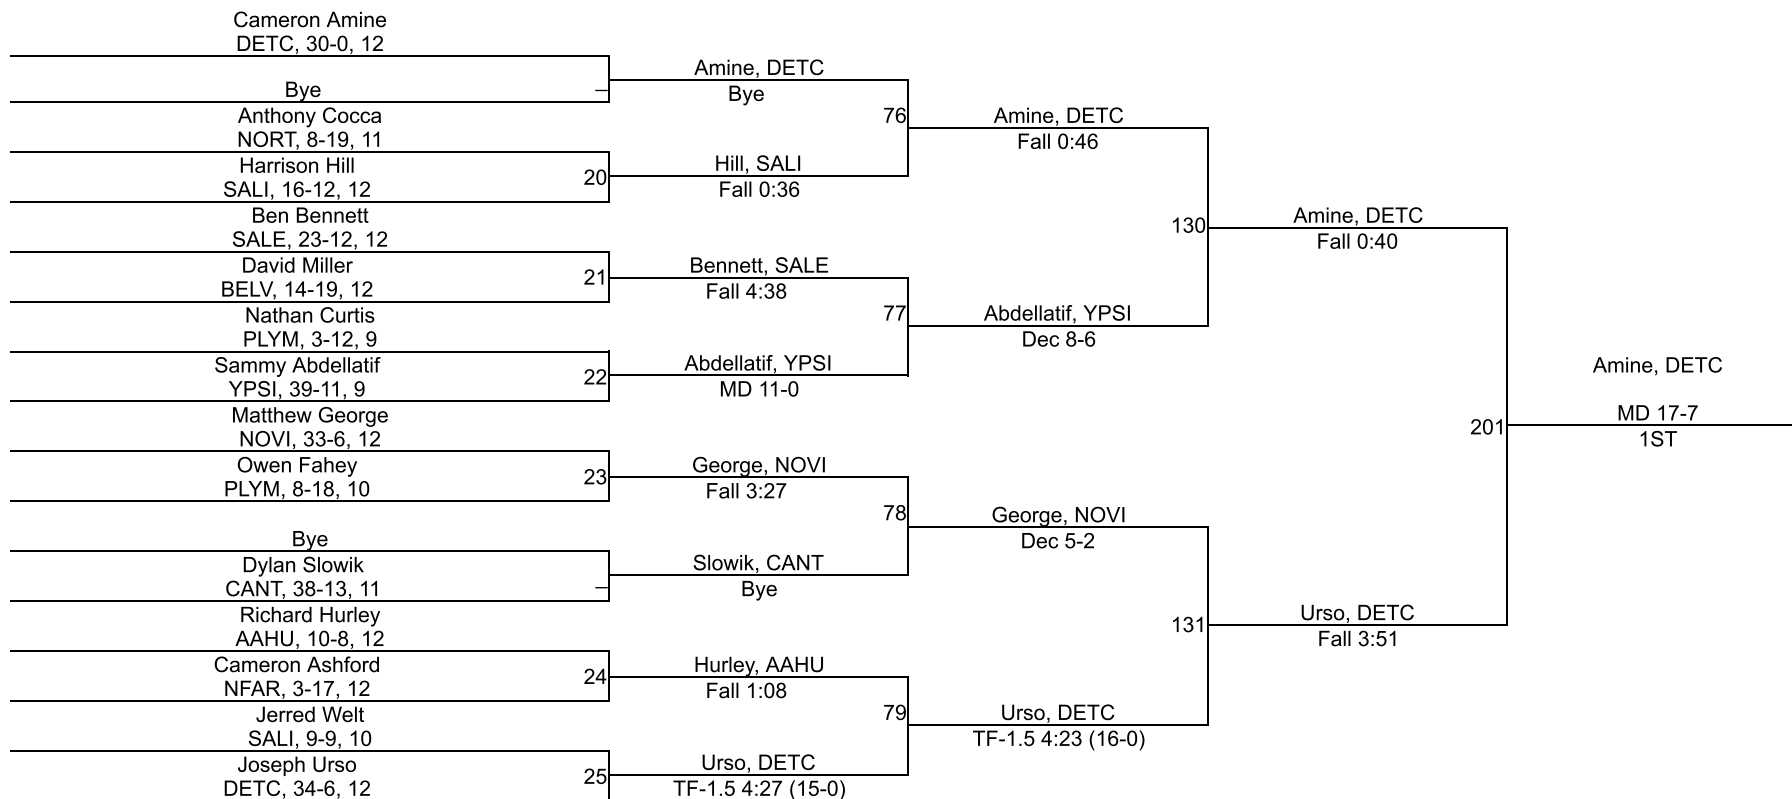 Cameron Amine
DETC, 30-0, 12
Bye
–
Anthony Cocca
NORT, 8-19, 11
Harrison Hill
SALI, 16-12, 12
20
Ben Bennett
SALE, 23-12, 12
David Miller
BELV, 14-19, 12
21
Nathan Curtis
PLYM, 3-12, 9
Sammy Abdellatif
YPSI, 39-11, 9
22
Matthew George
NOVI, 33-6, 12
Owen Fahey
PLYM, 8-18, 10
23
Bye
Dylan Slowik
CANT, 38-13, 11
–
Richard Hurley
AAHU, 10-8, 12
Cameron Ashford
NFAR, 3-17, 12
24
Jerred Welt
SALI, 9-9, 10
Joseph Urso
DETC, 34-6, 12
25
Amine, DETC
Bye
76
Hill, SALI
Fall 0:36
Bennett, SALE
Fall 4:38
77
Abdellatif, YPSI
MD 11-0
George, NOVI
Fall 3:27
78
Slowik, CANT
Bye
Hurley, AAHU
Fall 1:08
79
Urso, DETC
TF-1.5 4:27 (15-0)
Amine, DETC
Fall 0:46
130
Abdellatif, YPSI
Dec 8-6
George, NOVI
Dec 5-2
131
Urso, DETC
TF-1.5 4:23 (16-0)
Amine, DETC
Fall 0:40
201
Urso, DETC
Fall 3:51
Amine, DETC
MD 17-7
1ST